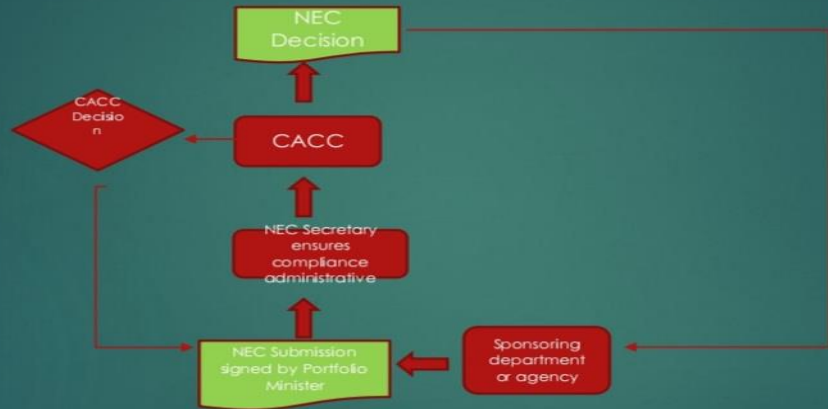 NEC
Decision
CACC
Decisio
n
CACC
NEC Secretary
ensures
compliance
administrative
NEC Submission
signed by Portfolio
Minister
Sponsoring
department
or agency